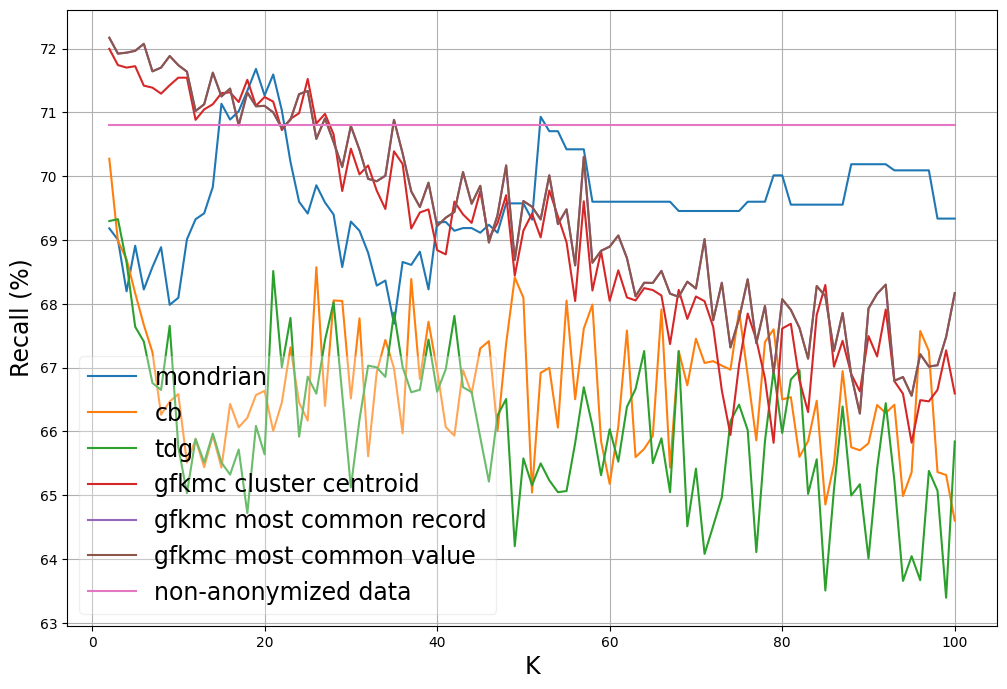 72
71
70
69
68
67
66
65
64
63
Recall (%)
mondrian
cb
tdg
gfkmc cluster centroid
gfkmc most common record
gfkmc most common value
non-anonymized data
0
20
40
60
80
100
K